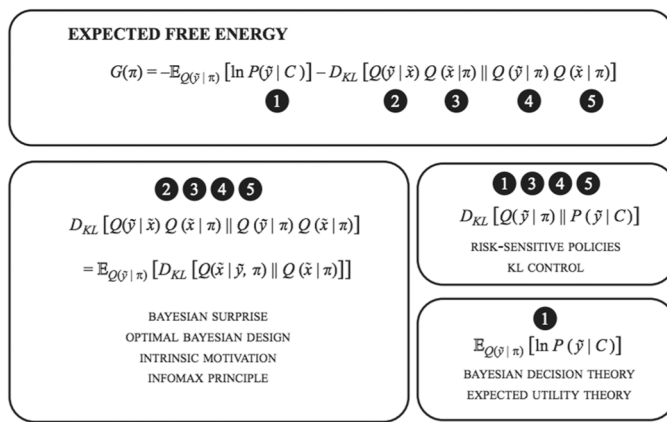 EXPECTED FREE ENERGY
G(π) = −𝔼_{Q(ỹ | π)} [ln P(ỹ | C)] − D_{KL} [Q(ỹ | x̃) Q (x̃ |π) || Q (ỹ | π) Q (x̃ | π)]
1 2 3 4 5
2 3 4 5
D_{KL} [Q(ỹ | x̃) Q (x̃ | π) || Q (ỹ | π) Q (x̃ | π)]
= 𝔼_{Q(ỹ | π)} [D_{KL} [Q(x̃ | ỹ, π) || Q (x̃ | π)]]
BAYESIAN SURPRISE
OPTIMAL BAYESIAN DESIGN
INTRINSIC MOTIVATION
INFOMAX PRINCIPLE
1 3 4 5
D_{KL} [Q(ỹ | π) || P (ỹ | C)]
RISK-SENSITIVE POLICIES
KL CONTROL
1
𝔼_{Q(ỹ | π)} [ln P (ỹ | C)]
BAYESIAN DECISION THEORY
EXPECTED UTILITY THEORY